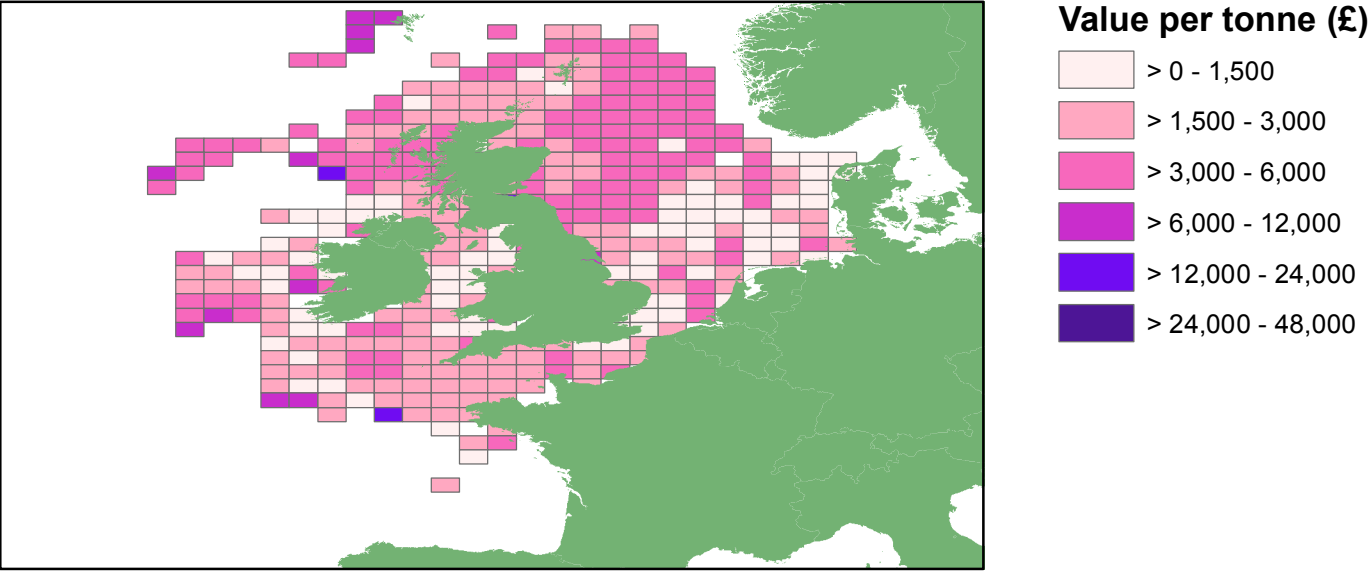 Value per tonne (£)
> 0 - 1,500
> 1,500 - 3,000
> 3,000 - 6,000
> 6,000 - 12,000
> 12,000 - 24,000
> 24,000 - 48,000